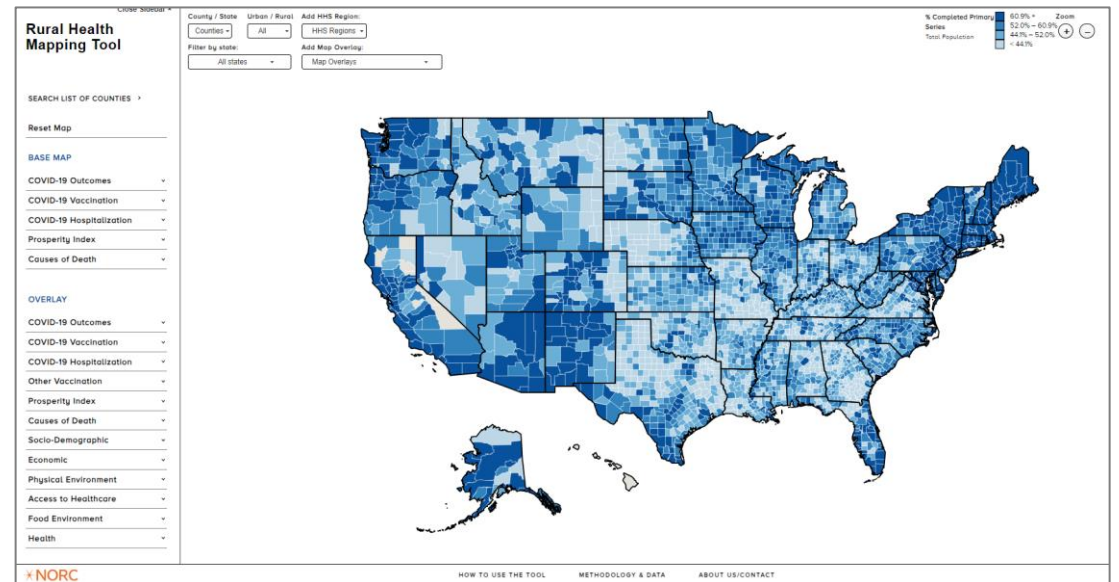 Close Sidebar
Rural Health
Mapping Tool
SEARCH LIST OF COUNTIES ›
Reset Map
BASE MAP
COVID-19 Outcomes
COVID-19 Vaccination
COVID-19 Hospitalization
Prosperity Index
Causes of Death
OVERLAY
COVID-19 Outcomes
COVID-19 Vaccination
COVID-19 Hospitalization
Other Vaccination
Prosperity Index
Causes of Death
Socio-Demographic
Economic
Physical Environment
Access to Healthcare
Food Environment
Health
County / State Urban / Rural Add HHS Region:
Counties All HHS Regions
Filter by state: Add Map Overlay:
All states Map Overlays
% Completed Primary
Series
Total Population
60.9% +
52.0% – 60.9%
44.1% – 52.0%
< 44.1%
Zoom
+ −
NORC
HOW TO USE THE TOOL METHODOLOGY & DATA ABOUT US/CONTACT